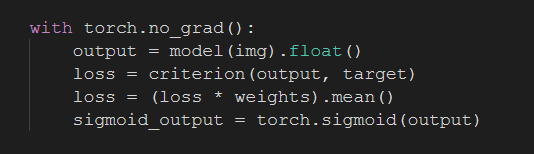 with torch.no_grad():
    output = model(img).float()
    loss = criterion(output, target)
    loss = (loss * weights).mean()
    sigmoid_output = torch.sigmoid(output)